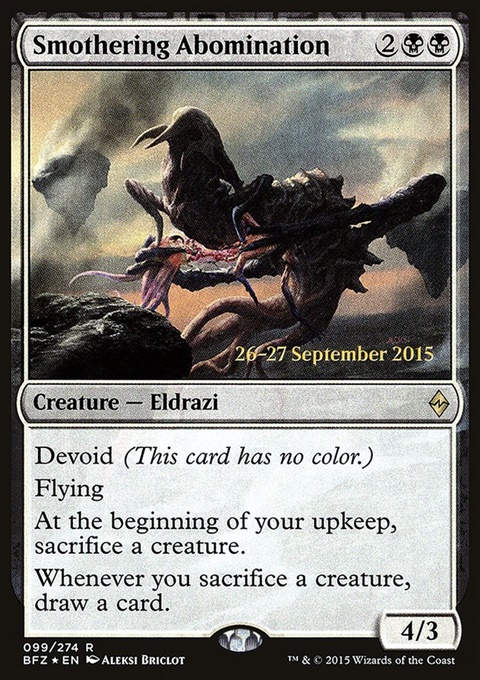 Smothering Abomination 2
26-27 September 2015
Creature — Eldrazi
Devoid (This card has no color.)
Flying
At the beginning of your upkeep,
sacrifice a creature.
Whenever you sacrifice a creature,
draw a card.
4/3
099/274 R
BFZ ★ EN Aleksi Briclot
™ & © 2015 Wizards of the Coast